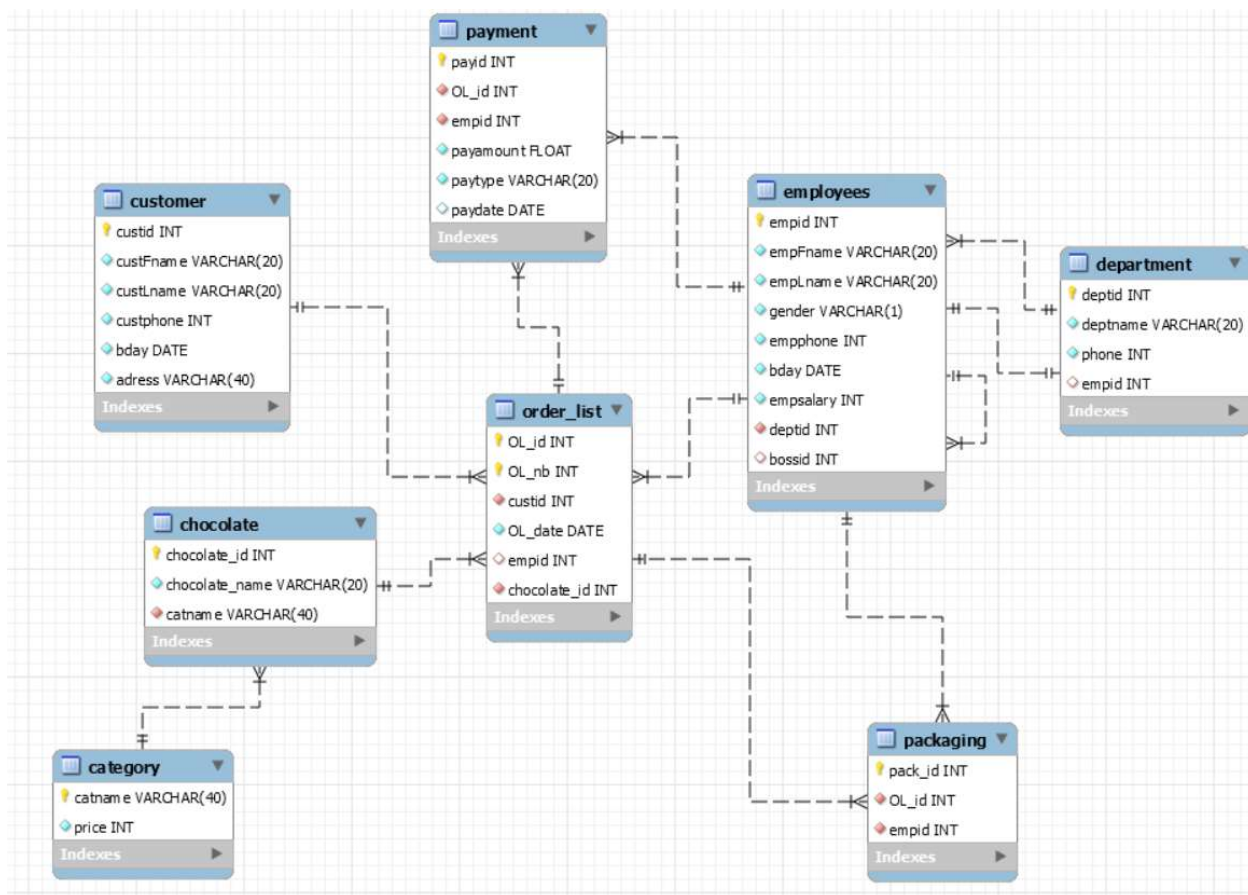 payment
payid INT
OL_id INT
empid INT
payamount FLOAT
paytype VARCHAR(20)
paydate DATE
Indexes
customer
custid INT
custFname VARCHAR(20)
custLname VARCHAR(20)
custphone INT
bday DATE
adress VARCHAR(40)
Indexes
employees
empid INT
empFname VARCHAR(20)
empLname VARCHAR(20)
gender VARCHAR(1)
empphone INT
bday DATE
empsalary INT
deptid INT
bossid INT
Indexes
department
deptid INT
deptname VARCHAR(20)
phone INT
empid INT
Indexes
order_list
OL_id INT
OL_nb INT
custid INT
OL_date DATE
empid INT
chocolate_id INT
Indexes
chocolate
chocolate_id INT
chocolate_name VARCHAR(20)
catname VARCHAR(40)
Indexes
category
catname VARCHAR(40)
price INT
Indexes
packaging
pack_id INT
OL_id INT
empid INT
Indexes